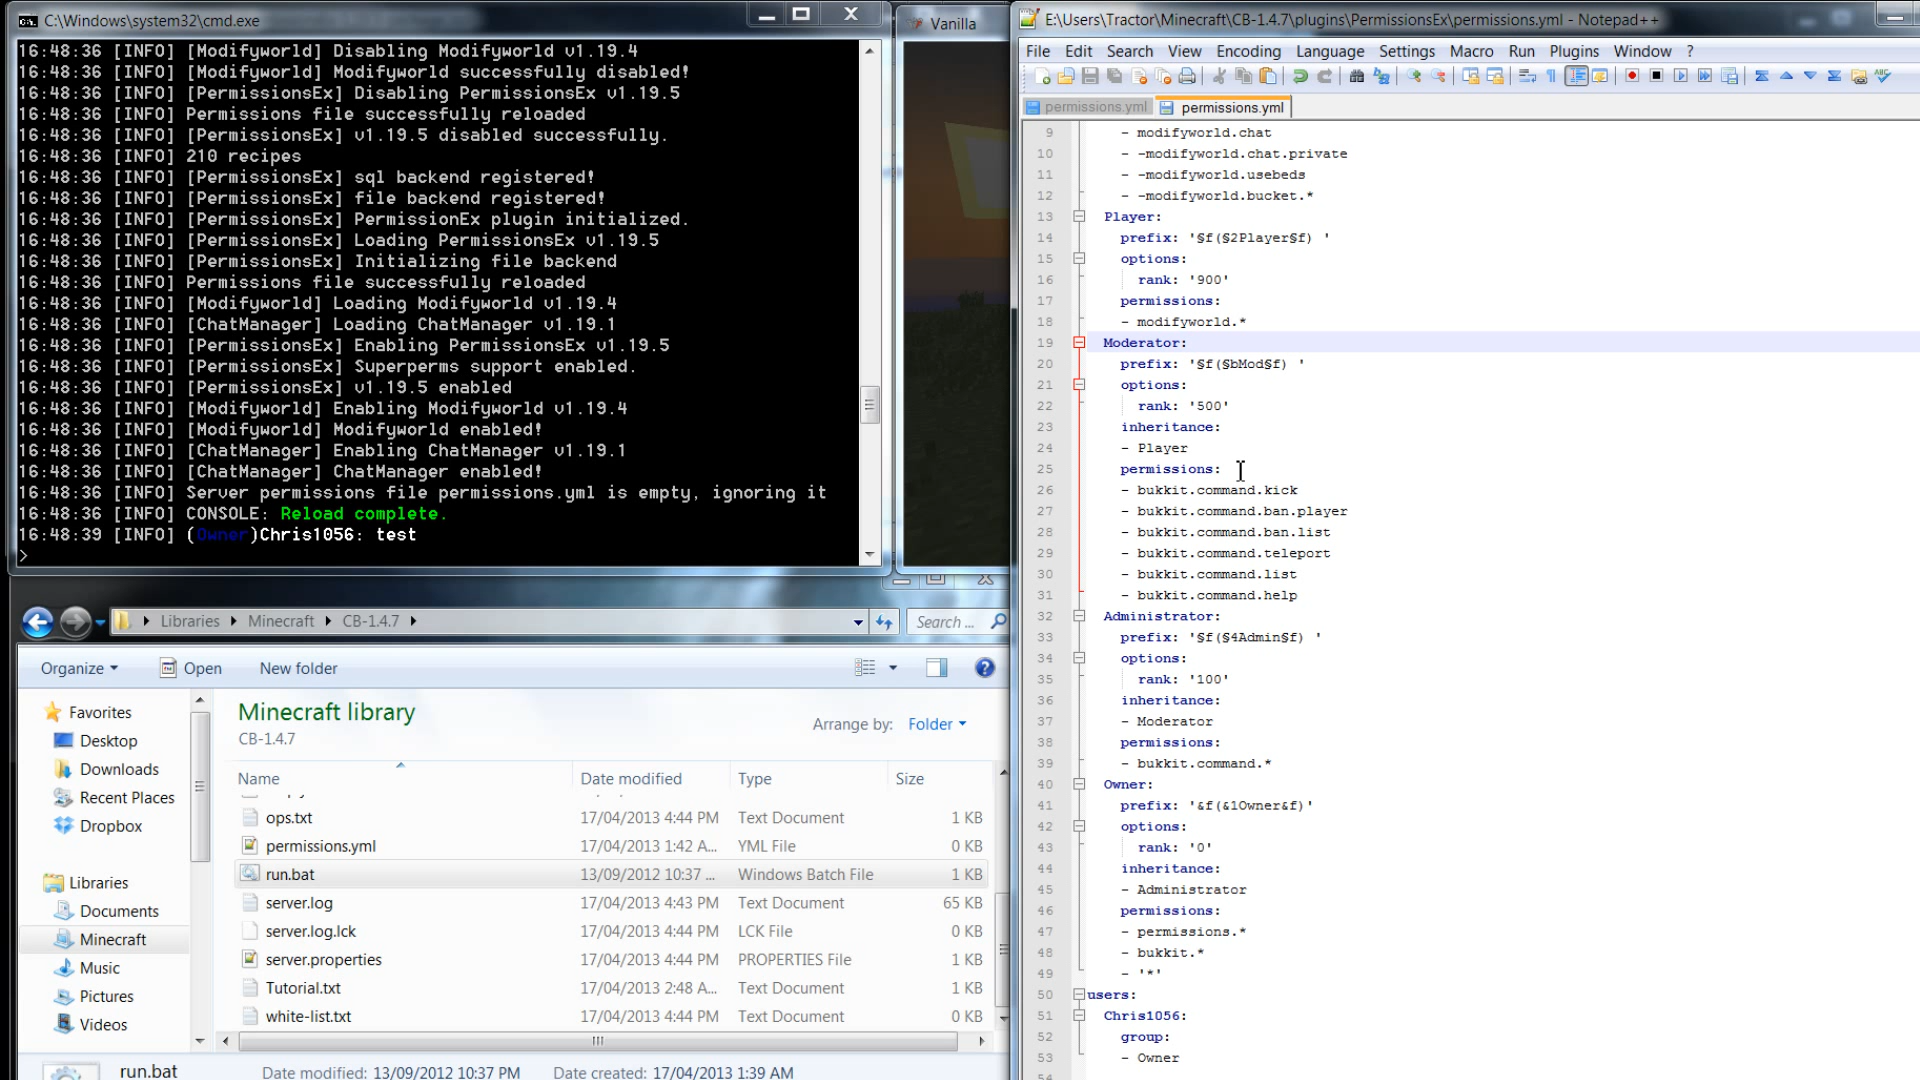 C:\Windows\system32\cmd.exe
16:48:36 [INFO] [Modifyworld] Disabling Modifyworld v1.19.4
16:48:36 [INFO] [Modifyworld] Modifyworld successfully disabled!
16:48:36 [INFO] [PermissionsEx] Disabling PermissionsEx v1.19.5
16:48:36 [INFO] Permissions file successfully reloaded
16:48:36 [INFO] [PermissionsEx] v1.19.5 disabled successfully.
16:48:36 [INFO] 210 recipes
16:48:36 [INFO] [PermissionsEx] sql backend registered!
16:48:36 [INFO] [PermissionsEx] file backend registered!
16:48:36 [INFO] [PermissionsEx] PermissionEx plugin initialized.
16:48:36 [INFO] [PermissionsEx] Loading PermissionsEx v1.19.5
16:48:36 [INFO] [PermissionsEx] Initializing file backend
16:48:36 [INFO] Permissions file successfully reloaded
16:48:36 [INFO] [Modifyworld] Loading Modifyworld v1.19.4
16:48:36 [INFO] [ChatManager] Loading ChatManager v1.19.1
16:48:36 [INFO] [PermissionsEx] Enabling PermissionsEx v1.19.5
16:48:36 [INFO] [PermissionsEx] Superperms support enabled.
16:48:36 [INFO] [PermissionsEx] v1.19.5 enabled
16:48:36 [INFO] [Modifyworld] Enabling Modifyworld v1.19.4
16:48:36 [INFO] [Modifyworld] Modifyworld enabled!
16:48:36 [INFO] [ChatManager] Enabling ChatManager v1.19.1
16:48:36 [INFO] [ChatManager] ChatManager enabled!
16:48:36 [INFO] Server permissions file permissions.yml is empty, ignoring it
16:48:36 [INFO] CONSOLE: Reload complete.
16:48:39 [INFO] (Owner)Chris1056: test
>
Vanilla
Libraries Minecraft CB-1.4.7
Search ...
Organize Open New folder
Favorites
Desktop
Downloads
Recent Places
Dropbox
Libraries
Documents
Minecraft
Music
Pictures
Videos
Minecraft library
CB-1.4.7
Arrange by: Folder
Name Date modified Type Size
ops.txt 17/04/2013 4:44 PM Text Document 1 KB
permissions.yml 17/04/2013 1:42 A... YML File 0 KB
run.bat 13/09/2012 10:37 ... Windows Batch File 1 KB
server.log 17/04/2013 4:43 PM Text Document 65 KB
server.log.lck 17/04/2013 4:44 PM LCK File 0 KB
server.properties 17/04/2013 4:44 PM PROPERTIES File 1 KB
Tutorial.txt 17/04/2013 2:48 A... Text Document 1 KB
white-list.txt 17/04/2013 4:44 PM Text Document 0 KB
run.bat Date modified: 13/09/2012 10:37 PM Date created: 17/04/2013 1:39 AM
E:\Users\Tractor\Minecraft\CB-1.4.7\plugins\PermissionsEx\permissions.yml - Notepad++
File Edit Search View Encoding Language Settings Macro Run Plugins Window ?
permissions.yml permissions.yml
9 - modifyworld.chat
10 - -modifyworld.chat.private
11 - -modifyworld.usebeds
12 - -modifyworld.bucket.*
13 Player:
14 prefix: '§f(§2Player§f) '
15 options:
16 rank: '900'
17 permissions:
18 - modifyworld.*
19 Moderator:
20 prefix: '§f(§bMod§f) '
21 options:
22 rank: '500'
23 inheritance:
24 - Player
25 permissions:
26 - bukkit.command.kick
27 - bukkit.command.ban.player
28 - bukkit.command.ban.list
29 - bukkit.command.teleport
30 - bukkit.command.list
31 - bukkit.command.help
32 Administrator:
33 prefix: '§f(§4Admin§f) '
34 options:
35 rank: '100'
36 inheritance:
37 - Moderator
38 permissions:
39 - bukkit.command.*
40 Owner:
41 prefix: '&f(&1Owner&f)'
42 options:
43 rank: '0'
44 inheritance:
45 - Administrator
46 permissions:
47 - permissions.*
48 - bukkit.*
49 - '*'
50 users:
51 Chris1056:
52 group:
53 - Owner